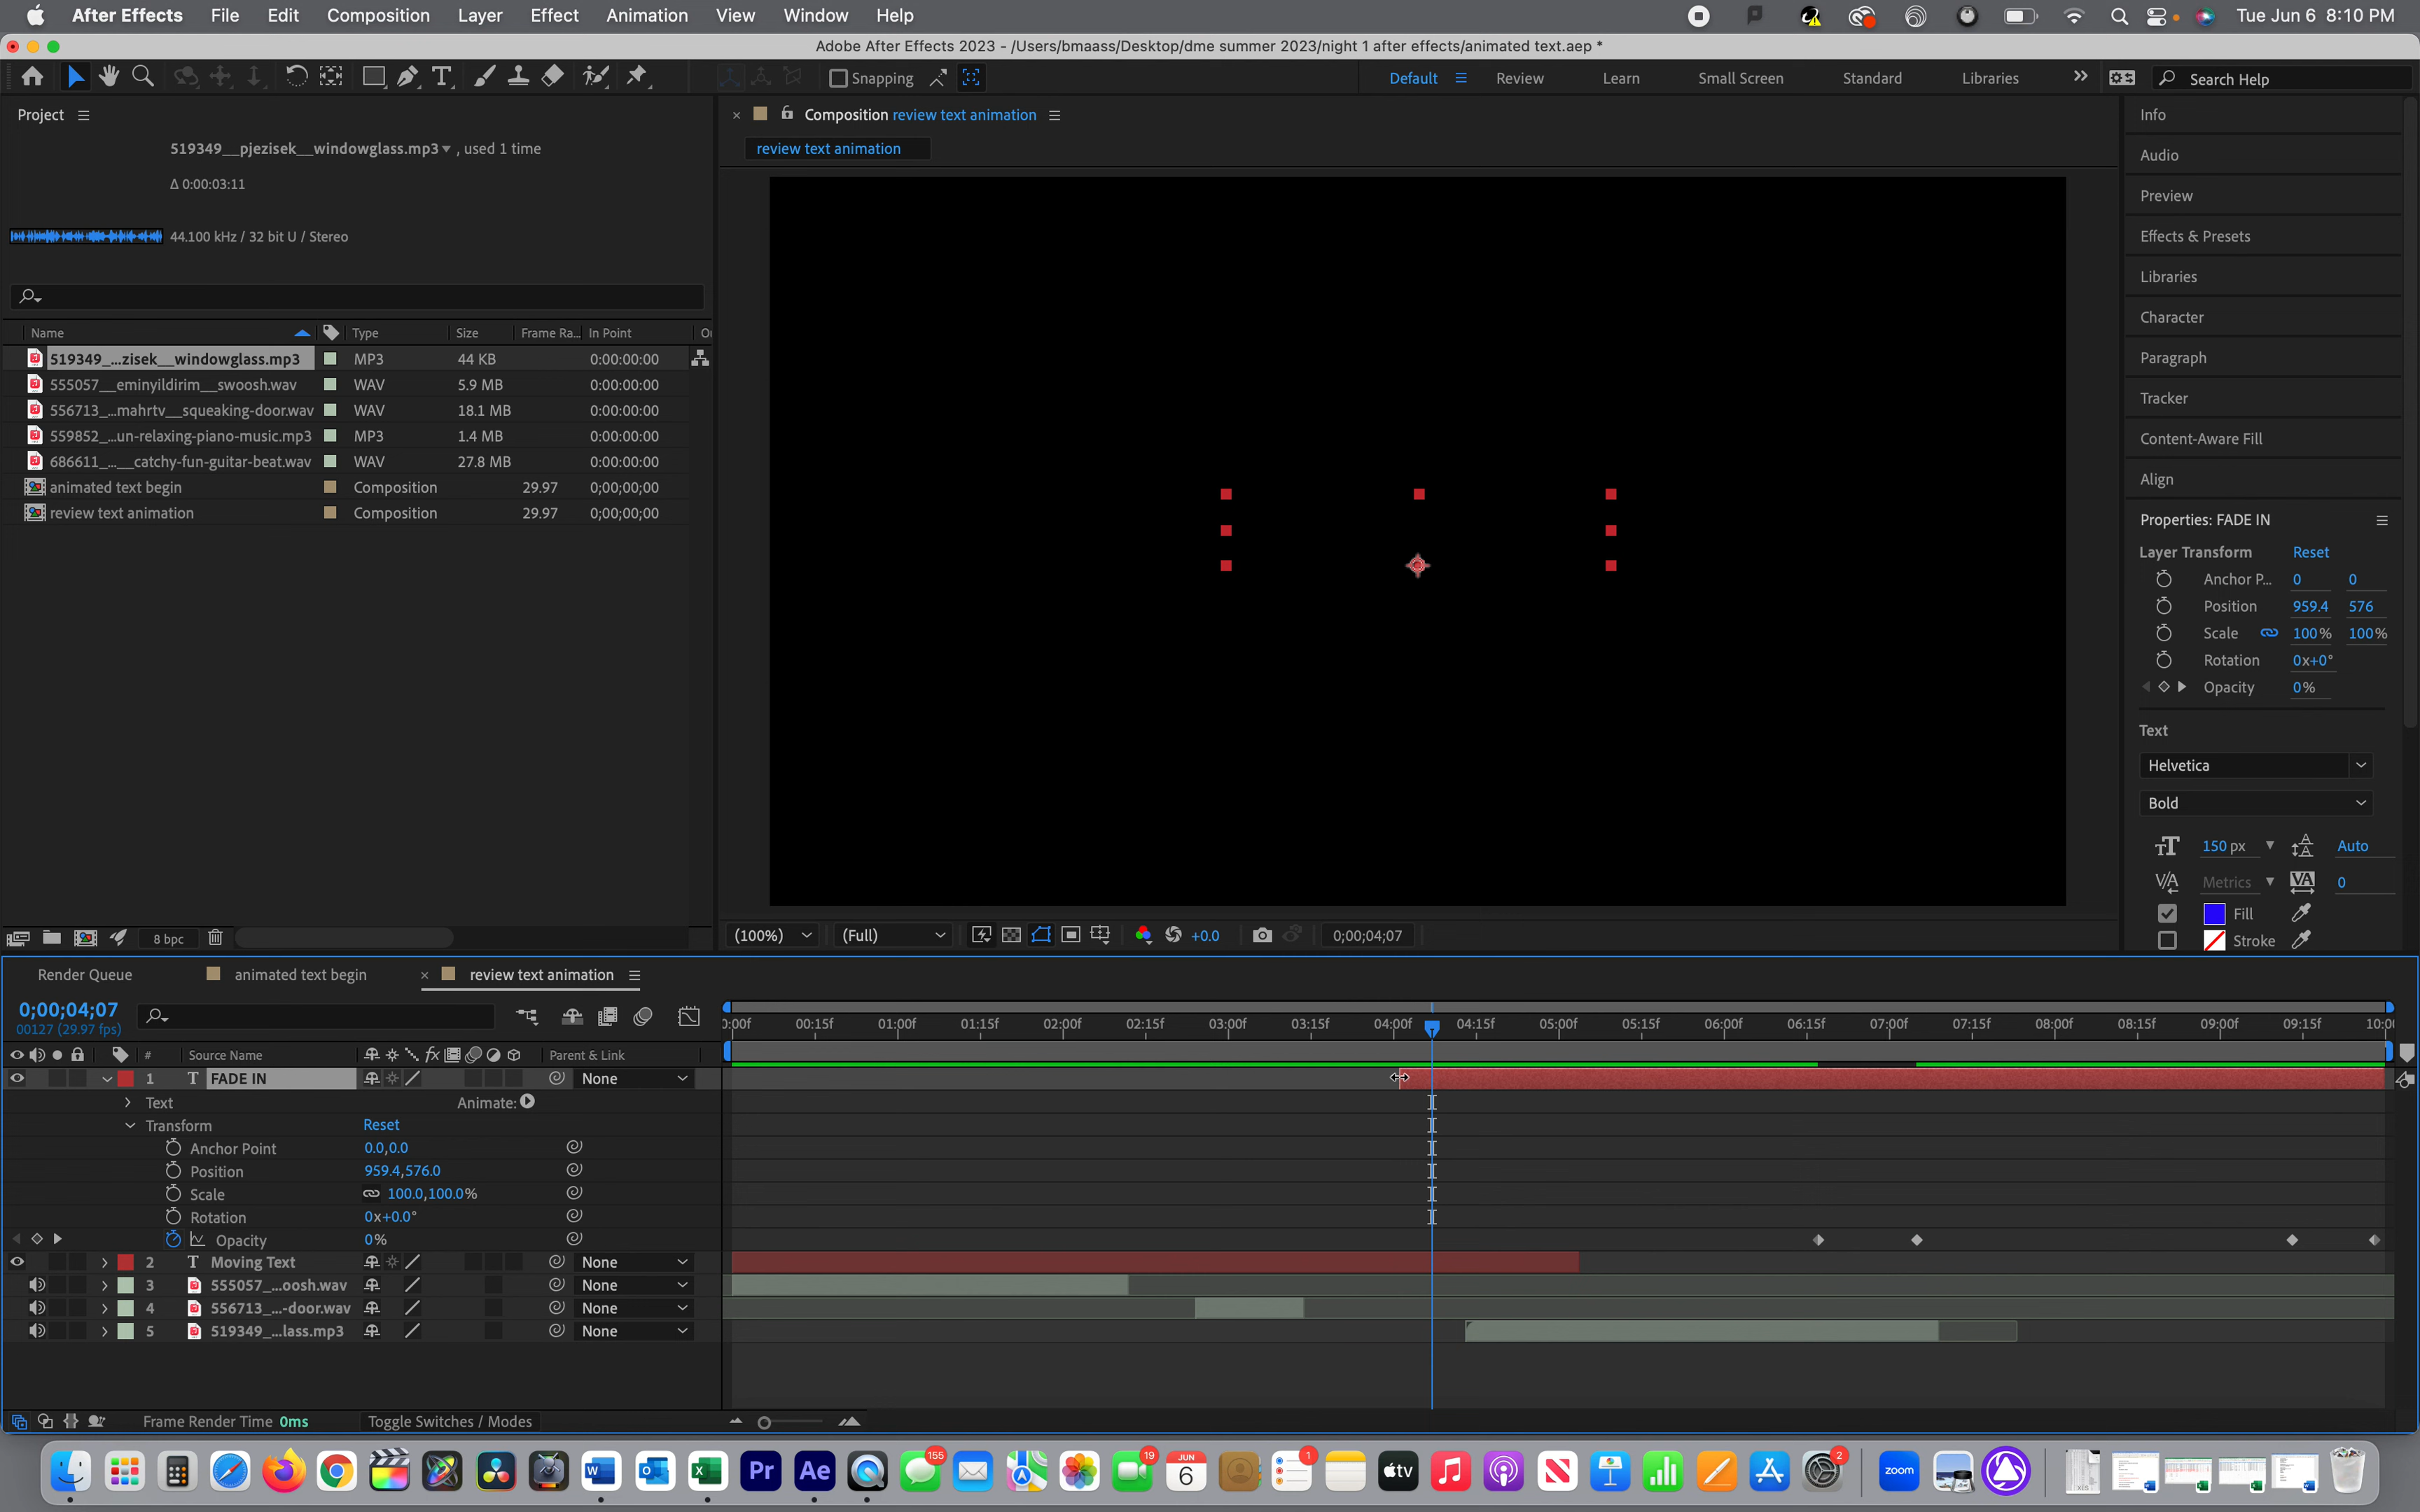 After Effects File Edit Composition Layer Effect Animation View Window Help Tue Jun 6 8:10 PM
Adobe After Effects 2023 - /Users/bmaass/Desktop/dme summer 2023/night 1 after effects/animated text.aep *
Snapping Default Review Learn Small Screen Standard Libraries Search Help
Project
519349__pjezisek__windowglass.mp3 , used 1 time
Δ 0:00:03:11
44.100 kHz / 32 bit U / Stereo
Name Type Size Frame Ra... In Point
519349_...zisek__windowglass.mp3 MP3 44 KB 0:00:00:00
555057__eminyildirim__swoosh.wav WAV 5.9 MB 0:00:00:00
556713_...mahrtv__squeaking-door.wav WAV 18.1 MB 0:00:00:00
559852_...un-relaxing-piano-music.mp3 MP3 1.4 MB 0:00:00:00
686611_...__catchy-fun-guitar-beat.wav WAV 27.8 MB 0:00:00:00
animated text begin Composition 29.97 0;00;00;00
review text animation Composition 29.97 0;00;00;00
8 bpc
Composition review text animation
review text animation
(100%) (Full) +0.0 0;00;04;07
Info
Audio
Preview
Effects & Presets
Libraries
Character
Paragraph
Tracker
Content-Aware Fill
Align
Properties: FADE IN
Layer Transform Reset
Anchor P... 0 0
Position 959.4 576
Scale 100% 100%
Rotation 0x+0°
Opacity 0%
Text
Helvetica
Bold
150 px Auto
Metrics 0
Fill
Stroke
Render Queue animated text begin review text animation
0;00;04;07
00127 (29.97 fps)
0:00f 00:15f 01:00f 01:15f 02:00f 02:15f 03:00f 03:15f 04:00f 04:15f 05:00f 05:15f 06:00f 06:15f 07:00f 07:15f 08:00f 08:15f 09:00f 09:15f 10:0
# Source Name fx Parent & Link
1 T FADE IN None
Text Animate:
Transform Reset
Anchor Point 0.0,0.0
Position 959.4,576.0
Scale 100.0,100.0%
Rotation 0x+0.0°
Opacity 0%
2 T Moving Text None
3 555057_...oosh.wav None
4 556713_...-door.wav None
5 519349_...lass.mp3 None
Frame Render Time 0ms Toggle Switches / Modes
W X Pr Ae 155 19 JUN 6 1 tv 2 zoom